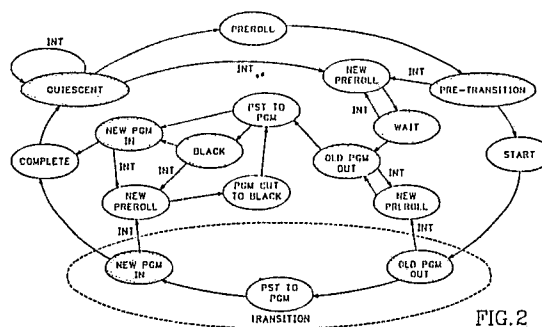 PREROLL
INT
INT
NEW PREROLL
INT
QUIESCENT
PRE-TRANSITION
PST TO PGM
INT
NEW PGM IN
WAIT
COMPLETE
BLACK
OLD PGM OUT
START
INT
INT
INT
NEW PREROLL
PGM CUT TO BLACK
NEW PREROLL
INT
INT
NEW PGM IN
OLD PGM OUT
PST TO PGM
TRANSITION
FIG.2